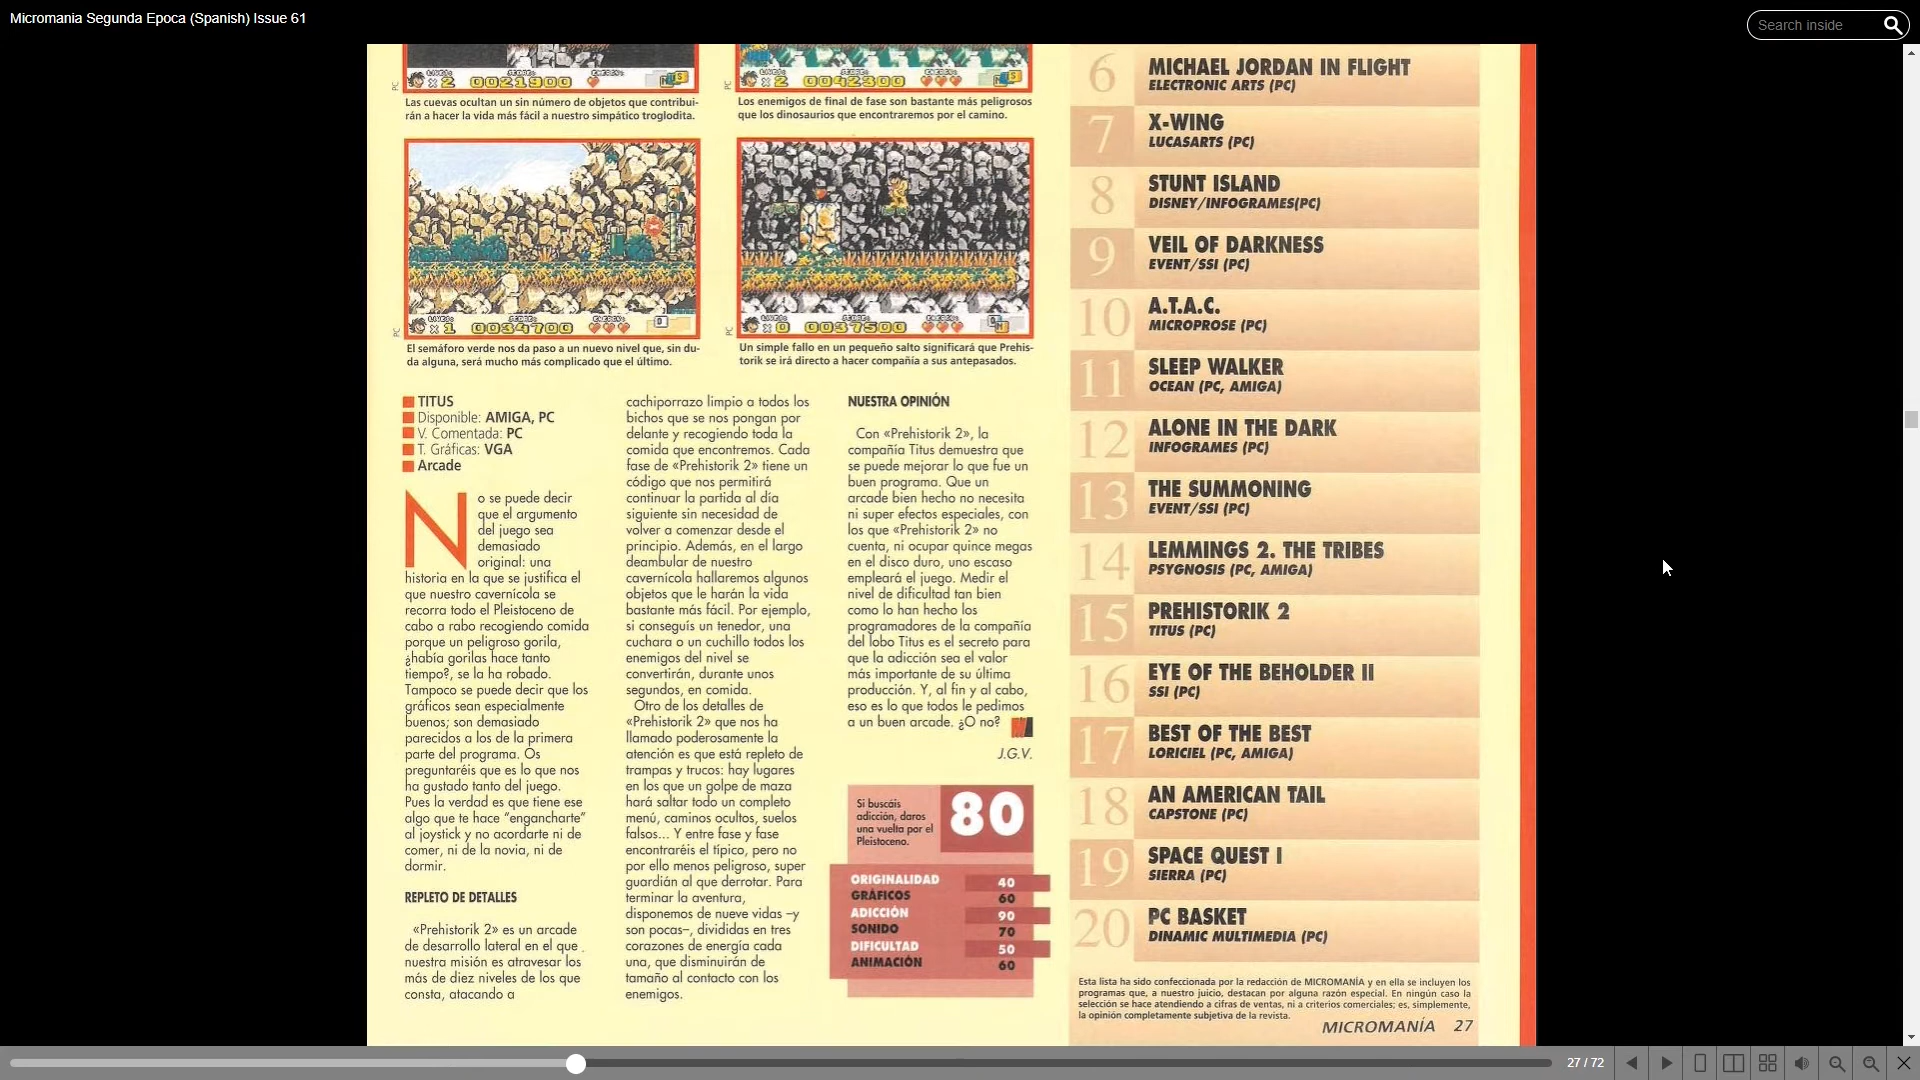 Micromania Segunda Epoca (Spanish) Issue 61
Search inside
PC
LIVES:
SCORE:
ENERGY:
x 2
0021900
PC
LIVES:
SCORE:
ENERGY:
x 2
0042300
Las cuevas ocultan un sin número de objetos que contribui-
rán a hacer la vida más fácil a nuestro simpático troglodita.
Los enemigos de final de fase son bastante más peligrosos
que los dinosaurios que encontraremos por el camino.
PC
LIVES:
SCORE:
ENERGY:
x 1
0034700
PC
LIVES:
SCORE:
ENERGY:
x 0
0037500
El semáforo verde nos da paso a un nuevo nivel que, sin du-
da alguna, será mucho más complicado que el último.
Un simple fallo en un pequeño salto significará que Prehis-
torik se irá directo a hacer compañía a sus antepasados.
TITUS
Disponible: AMIGA, PC
V. Comentada: PC
T. Gráficas: VGA
Arcade
No se puede decir
que el argumento
del juego sea
demasiado
original: una
historia en la que se justifica el
que nuestro cavernícola se
recorra todo el Pleistoceno de
cabo a rabo recogiendo comida
porque un peligroso gorila,
¿había gorilas hace tanto
tiempo?, se la ha robado.
Tampoco se puede decir que los
gráficos sean especialmente
buenos; son demasiado
parecidos a los de la primera
parte del programa. Os
preguntaréis que es lo que nos
ha gustado tanto del juego.
Pues la verdad es que tiene ese
algo que te hace "engancharte"
al joystick y no acordarte ni de
comer, ni de la novia, ni de
dormir.
REPLETO DE DETALLES
«Prehistorik 2» es un arcade
de desarrollo lateral en el que
nuestra misión es atravesar los
más de diez niveles de los que
consta, atacando a
cachiporrazo limpio a todos los
bichos que se nos pongan por
delante y recogiendo toda la
comida que encontremos. Cada
fase de «Prehistorik 2» tiene un
código que nos permitirá
continuar la partida al día
siguiente sin necesidad de
volver a comenzar desde el
principio. Además, en el largo
deambular de nuestro
cavernícola hallaremos algunos
objetos que le harán la vida
bastante más fácil. Por ejemplo,
si conseguís un tenedor, una
cuchara o un cuchillo todos los
enemigos del nivel se
convertirán, durante unos
segundos, en comida.
Otro de los detalles de
«Prehistorik 2» que nos ha
llamado poderosamente la
atención es que está repleto de
trampas y trucos: hay lugares
en los que un golpe de maza
hará saltar todo un completo
menú, caminos ocultos, suelos
falsos... Y entre fase y fase
encontraréis el típico, pero no
por ello menos peligroso, super
guardián al que derrotar. Para
terminar la aventura,
disponemos de nueve vidas –y
son pocas–, divididas en tres
corazones de energía cada
una, que disminuirán de
tamaño al contacto con los
enemigos.
NUESTRA OPINIÓN
Con «Prehistorik 2», la
compañía Titus demuestra que
se puede mejorar lo que fue un
buen programa. Que un
arcade bien hecho no necesita
ni super efectos especiales, con
los que «Prehistorik 2» no
cuenta, ni ocupar quince megas
en el disco duro, uno escaso
empleará el juego. Medir el
nivel de dificultad tan bien
como lo han hecho los
programadores de la compañía
del lobo Titus es el secreto para
que la adicción sea el valor
más importante de su última
producción. Y, al fin y al cabo,
eso es lo que todos le pedimos
a un buen arcade. ¿O no?
J.G.V.
Si buscáis
adicción, daros
una vuelta por el
Pleistoceno.
80
ORIGINALIDAD 40
GRÁFICOS 60
ADICCIÓN 90
SONIDO 70
DIFICULTAD 50
ANIMACIÓN 60
6 MICHAEL JORDAN IN FLIGHT
ELECTRONIC ARTS (PC)
7 X-WING
LUCASARTS (PC)
8 STUNT ISLAND
DISNEY/INFOGRAMES(PC)
9 VEIL OF DARKNESS
EVENT/SSI (PC)
10 A.T.A.C.
MICROPROSE (PC)
11 SLEEP WALKER
OCEAN (PC, AMIGA)
12 ALONE IN THE DARK
INFOGRAMES (PC)
13 THE SUMMONING
EVENT/SSI (PC)
14 LEMMINGS 2. THE TRIBES
PSYGNOSIS (PC, AMIGA)
15 PREHISTORIK 2
TITUS (PC)
16 EYE OF THE BEHOLDER II
SSI (PC)
17 BEST OF THE BEST
LORICIEL (PC, AMIGA)
18 AN AMERICAN TAIL
CAPSTONE (PC)
19 SPACE QUEST I
SIERRA (PC)
20 PC BASKET
DINAMIC MULTIMEDIA (PC)
Esta lista ha sido confeccionada por la redacción de MICROMANÍA y en ella se incluyen los
programas que, a nuestro juicio, destacan por alguna razón especial. En ningún caso la
selección se hace atendiendo a cifras de ventas, ni a criterios comerciales; es, simplemente,
la opinión completamente subjetiva de la revista.
MICROMANÍA 27
27 / 72